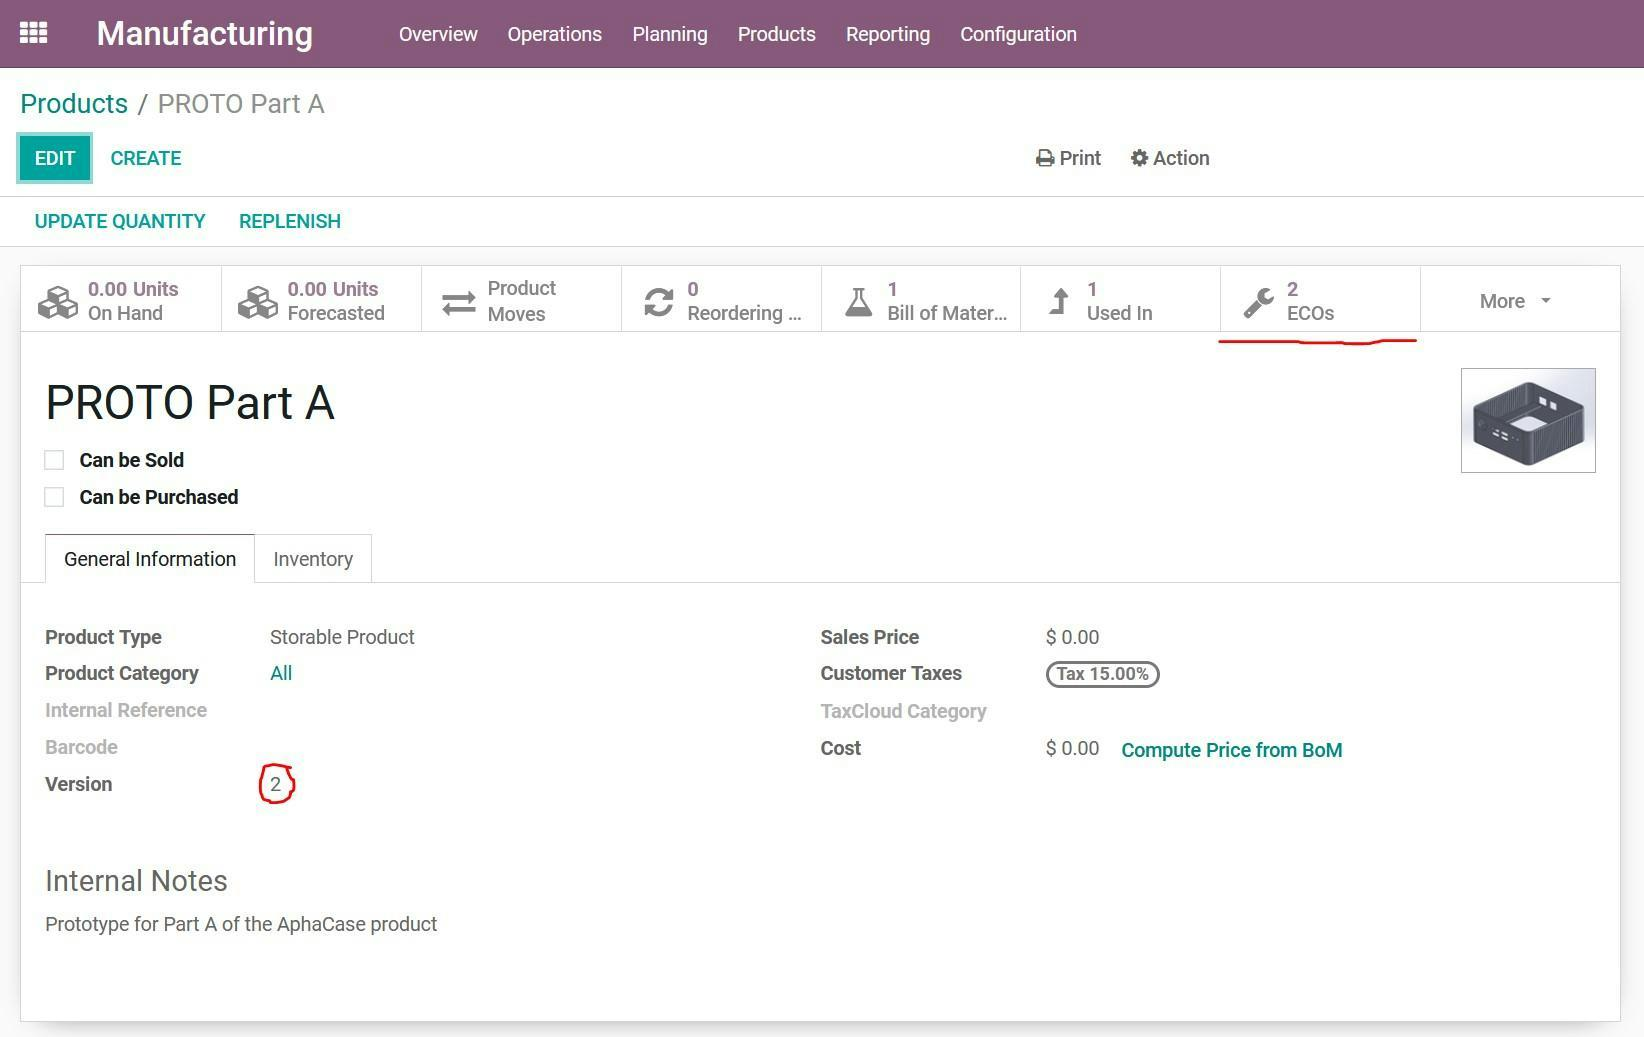 Manufacturing Overview Operations Planning Products Reporting Configuration
Products / PROTO Part A
EDIT CREATE Print Action
UPDATE QUANTITY REPLENISH
0.00 Units
On Hand
0.00 Units
Forecasted
Product
Moves
0
Reordering ...
1
Bill of Mater...
1
Used In
2
ECOs
More
PROTO Part A
Can be Sold
Can be Purchased
General Information Inventory
Product Type Storable Product
Product Category All
Internal Reference
Barcode
Version 2
Sales Price $ 0.00
Customer Taxes Tax 15.00%
TaxCloud Category
Cost $ 0.00 Compute Price from BoM
Internal Notes
Prototype for Part A of the AphaCase product